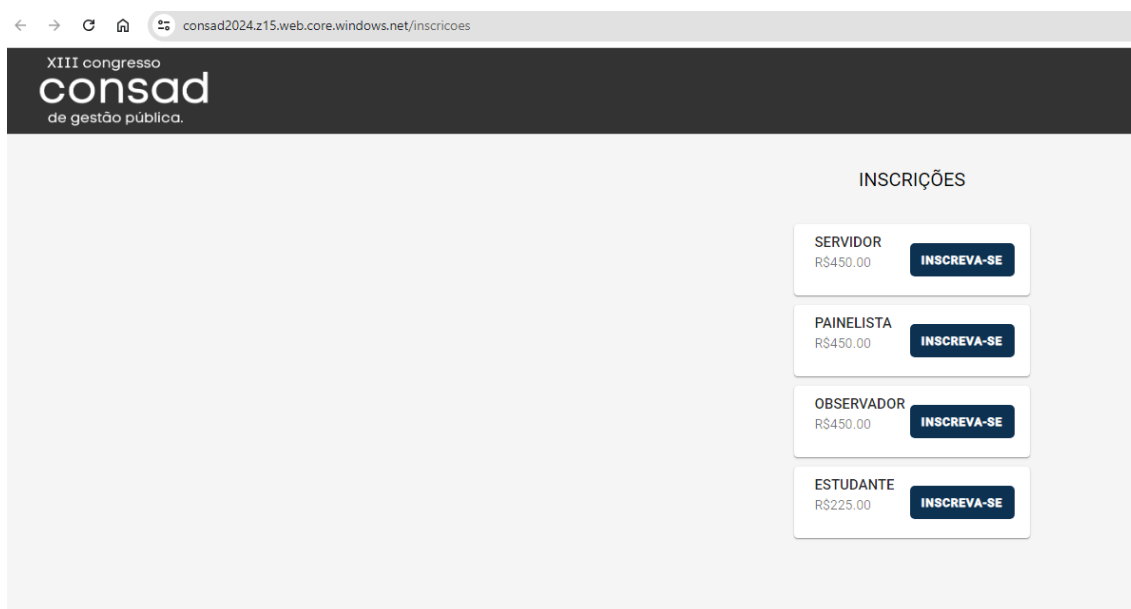 consad2024.z15.web.core.windows.net/inscricoes
XIII congresso
consad
de gestão pública.
INSCRIÇÕES
SERVIDOR
R$450.00
INSCREVA-SE
PAINELISTA
R$450.00
INSCREVA-SE
OBSERVADOR
R$450.00
INSCREVA-SE
ESTUDANTE
R$225.00
INSCREVA-SE